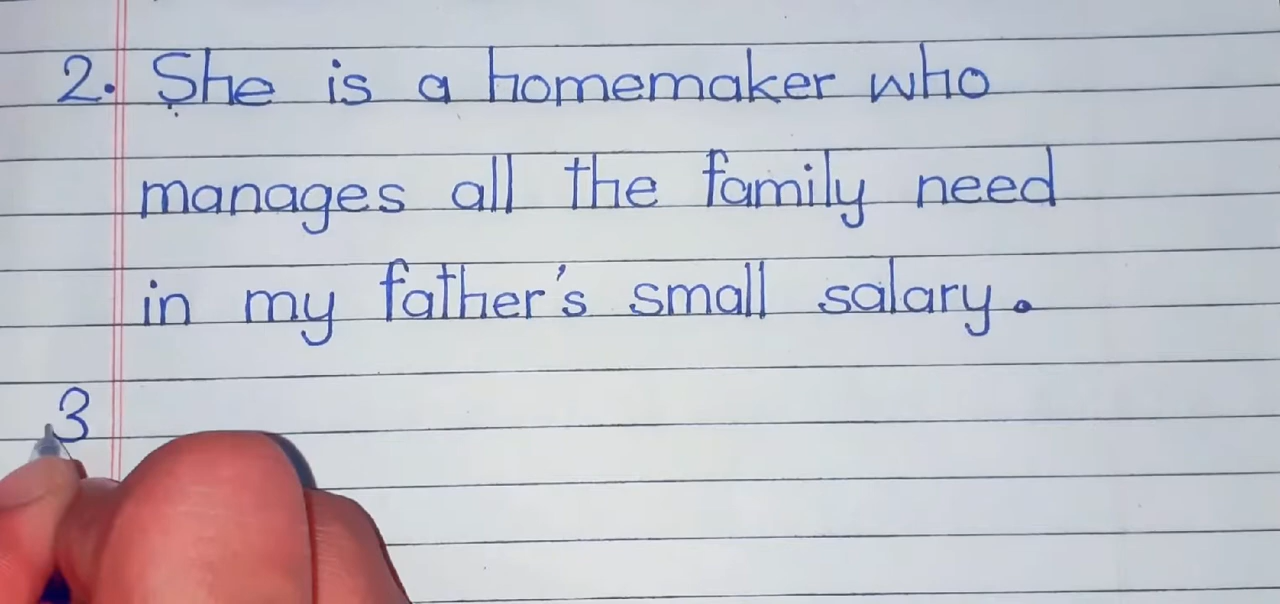 2. She is a homemaker who
manages all the family need
in my father's small salary.
3